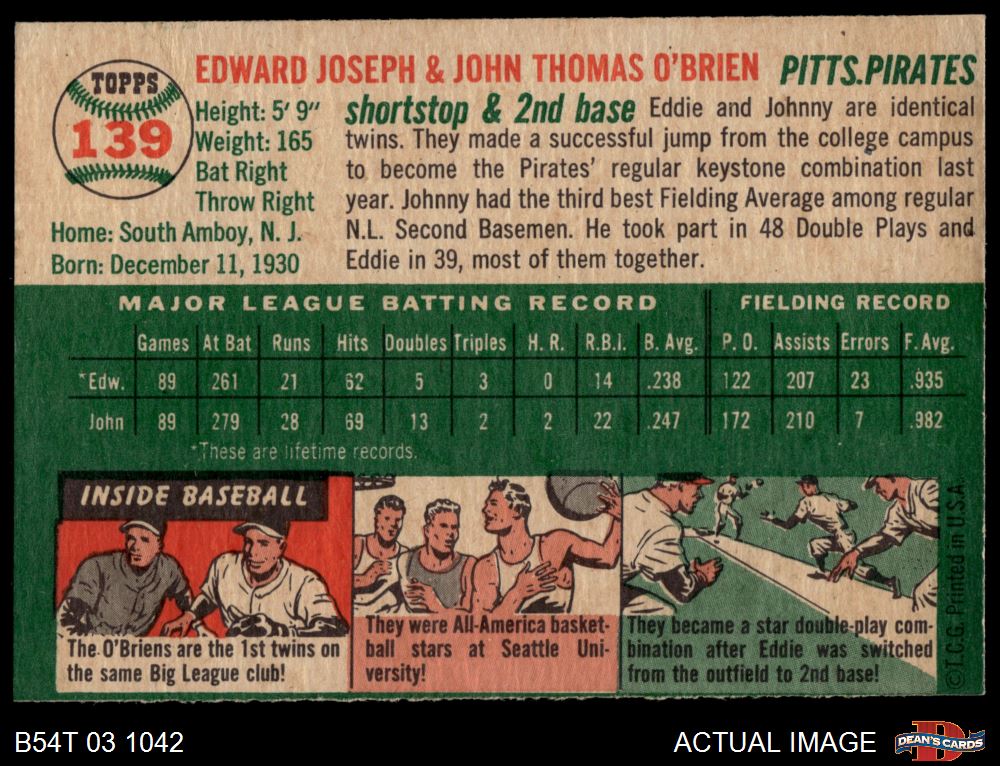 TOPPS
139
EDWARD JOSEPH & JOHN THOMAS O'BRIEN PITTS.PIRATES
Height: 5' 9"
Weight: 165
Bat Right
Throw Right
Home: South Amboy, N. J.
Born: December 11, 1930
shortstop & 2nd base Eddie and Johnny are identical
twins. They made a successful jump from the college campus
to become the Pirates' regular keystone combination last
year. Johnny had the third best Fielding Average among regular
N.L. Second Basemen. He took part in 48 Double Plays and
Eddie in 39, most of them together.
MAJOR LEAGUE BATTING RECORD FIELDING RECORD
Games At Bat Runs Hits Doubles Triples H. R. R.B.I. B. Avg. P. O. Assists Errors F. Avg.
*Edw. 89 261 21 62 5 3 0 14 .238 122 207 23 .935
John 89 279 28 69 13 2 2 22 .247 172 210 7 .982
*These are lifetime records.
INSIDE BASEBALL
The O'Briens are the 1st twins on
the same Big League club!
They were All-America basket-
ball stars at Seattle Uni-
versity!
They became a star double-play com-
bination after Eddie was switched
from the outfield to 2nd base!
©T.C.G. Printed in U.S.A.
B54T 03 1042
ACTUAL IMAGE
DEAN'S CARDS